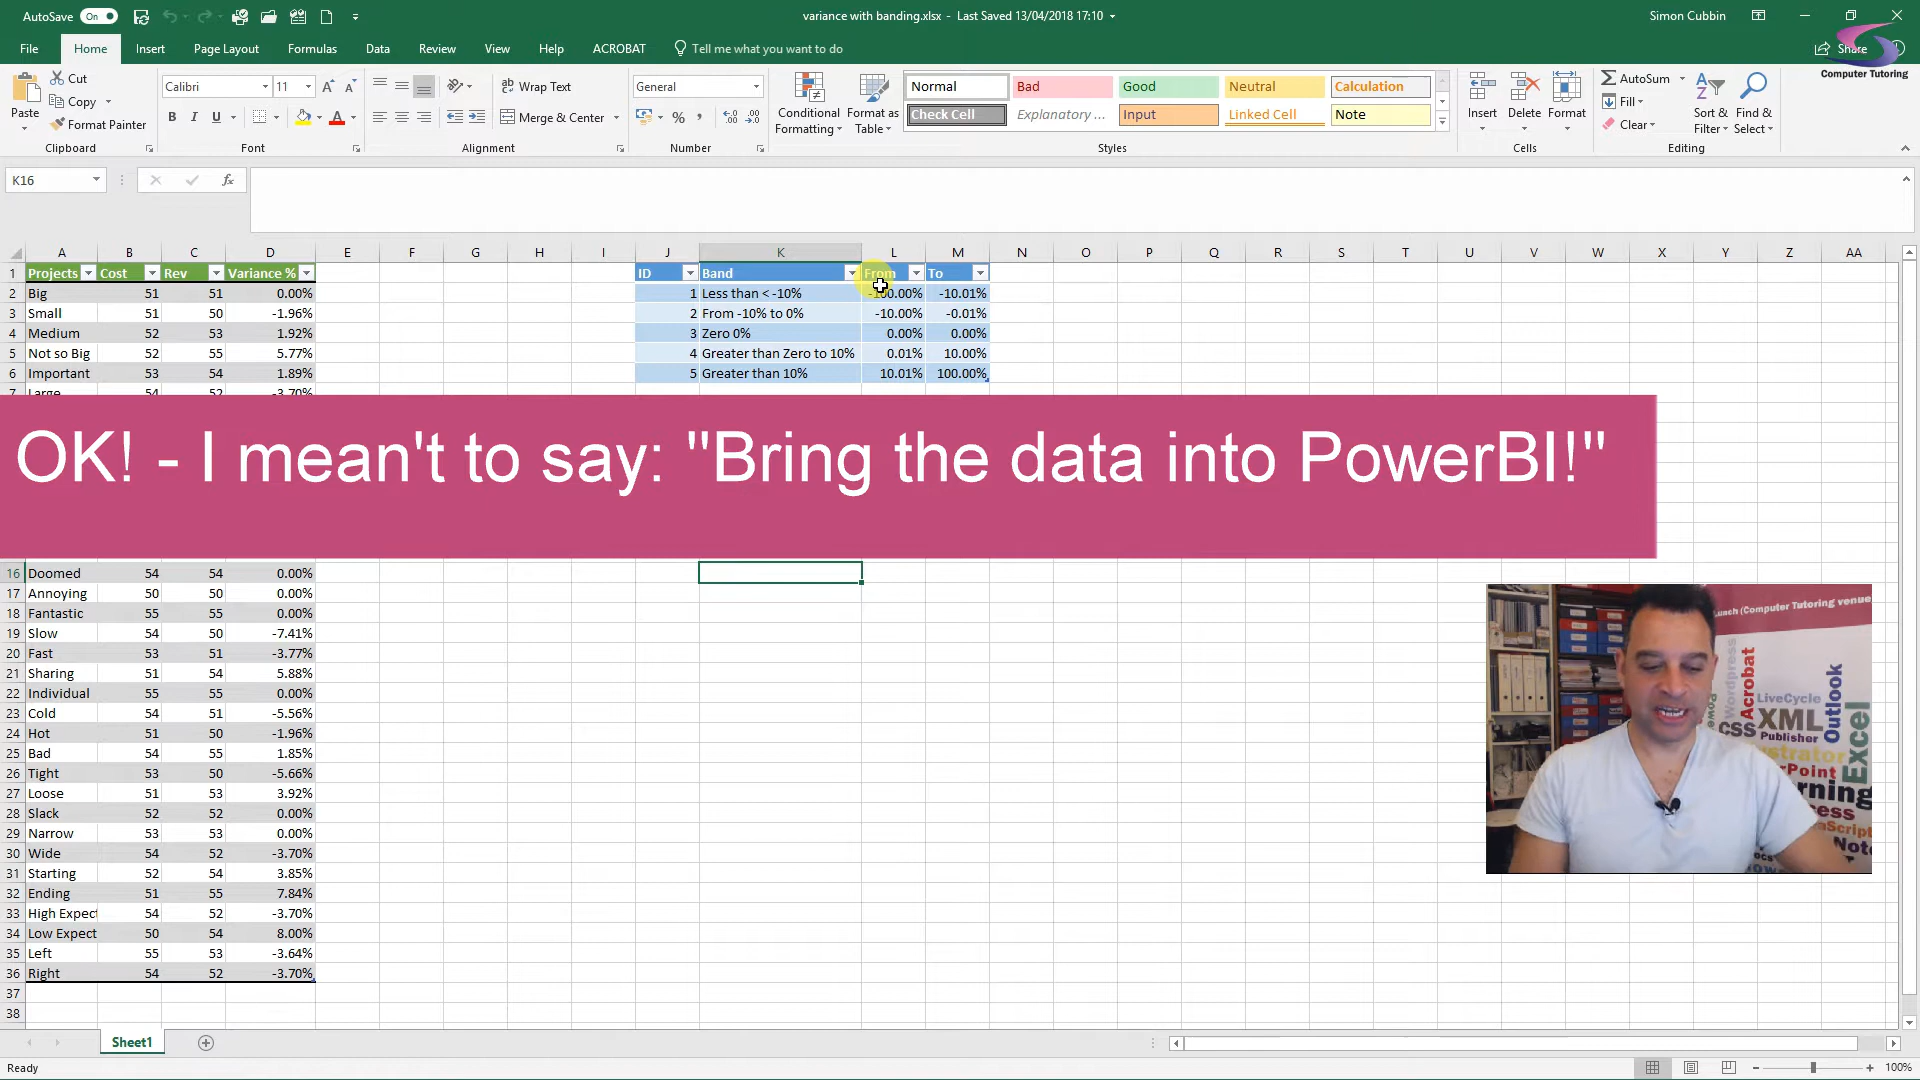 AutoSave On
variance with banding.xlsx - Last Saved 13/04/2018 17:10
Simon Cubbin
File Home Insert Page Layout Formulas Data Review View Help ACROBAT Tell me what you want to do
Share
Computer Tutoring
Paste
Cut
Copy
Format Painter
Calibri 11
B I U
Wrap Text
Merge & Center
General
Conditional Formatting
Format as Table
Normal Bad Good Neutral Calculation
Check Cell Explanatory ... Input Linked Cell Note
Insert Delete Format
AutoSum
Fill
Clear
Sort & Filter
Find & Select
Clipboard Font Alignment Number Styles Cells Editing
K16 fx
A B C D E F G H I J K L M N O P Q R S T U V W X Y Z AA
1 Projects Cost Rev Variance % ID Band From To
2 Big 51 51 0.00% 1 Less than < -10% -100.00% -10.01%
3 Small 51 50 -1.96% 2 From -10% to 0% -10.00% -0.01%
4 Medium 52 53 1.92% 3 Zero 0% 0.00% 0.00%
5 Not so Big 52 55 5.77% 4 Greater than Zero to 10% 0.01% 10.00%
6 Important 53 54 1.89% 5 Greater than 10% 10.01% 100.00%
7 Large 54 52 -3.70%
OK! - I mean't to say: "Bring the data into PowerBI!"
16 Doomed 54 54 0.00%
17 Annoying 50 50 0.00%
18 Fantastic 55 55 0.00%
19 Slow 54 50 -7.41%
20 Fast 53 51 -3.77%
21 Sharing 51 54 5.88%
22 Individual 55 55 0.00%
23 Cold 54 51 -5.56%
24 Hot 51 50 -1.96%
25 Bad 54 55 1.85%
26 Tight 53 50 -5.66%
27 Loose 51 53 3.92%
28 Slack 52 52 0.00%
29 Narrow 53 53 0.00%
30 Wide 54 52 -3.70%
31 Starting 52 54 3.85%
32 Ending 51 55 7.84%
33 High Expect 54 52 -3.70%
34 Low Expect 50 54 8.00%
35 Left 55 53 -3.64%
36 Right 54 52 -3.70%
37
38
(Computer Tutoring venue
Wordpress
Acrobat
LiveCycle
Outlook
XML
CSS
Publisher
Excel
Sheet1
Ready
100%